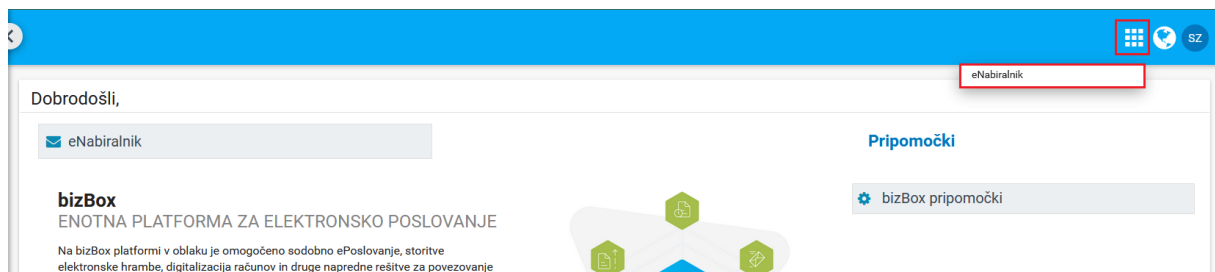 SZ
eNabiralnik
Dobrodošli,
eNabiralnik
Pripomočki
bizBox
ENOTNA PLATFORMA ZA ELEKTRONSKO POSLOVANJE
bizBox pripomočki
Na bizBox platformi v oblaku je omogočeno sodobno ePoslovanje, storitve
elektronske hrambe, digitalizacija računov in druge napredne rešitve za povezovanje